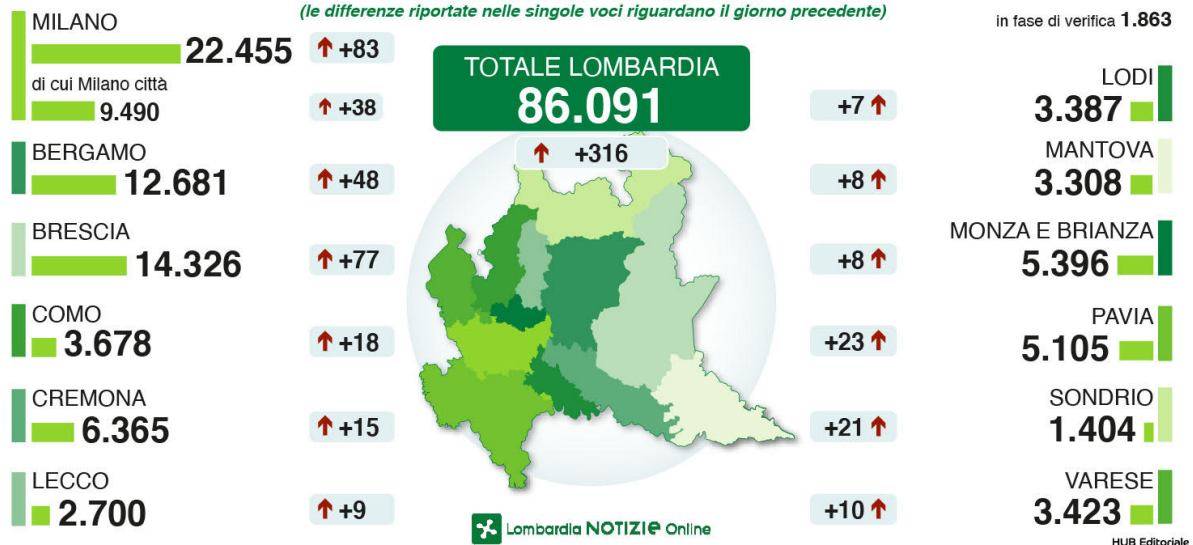 (le differenze riportate nelle singole voci riguardano il giorno precedente)
in fase di verifica 1.863
MILANO
22.455
+83
di cui Milano città
9.490
+38
BERGAMO
12.681
+48
BRESCIA
14.326
+77
COMO
3.678
+18
CREMONA
6.365
+15
LECCO
2.700
+9
TOTALE LOMBARDIA
86.091
+316
LODI
+7
3.387
MANTOVA
+8
3.308
MONZA E BRIANZA
+8
5.396
PAVIA
+23
5.105
SONDRIO
+21
1.404
VARESE
+10
3.423
Lombardia NOTIZIE Online
HUB Editoriale